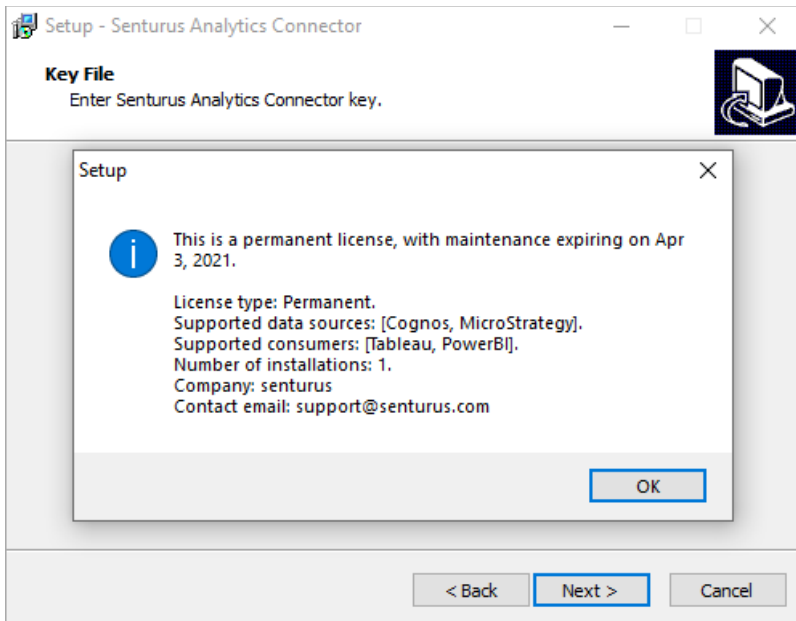 Setup - Senturus Analytics Connector
Key File
Enter Senturus Analytics Connector key.
Setup
This is a permanent license, with maintenance expiring on Apr
3, 2021.
License type: Permanent.
Supported data sources: [Cognos, MicroStrategy].
Supported consumers: [Tableau, PowerBI].
Number of installations: 1.
Company: senturus
Contact email: support@senturus.com
OK
< Back Next > Cancel